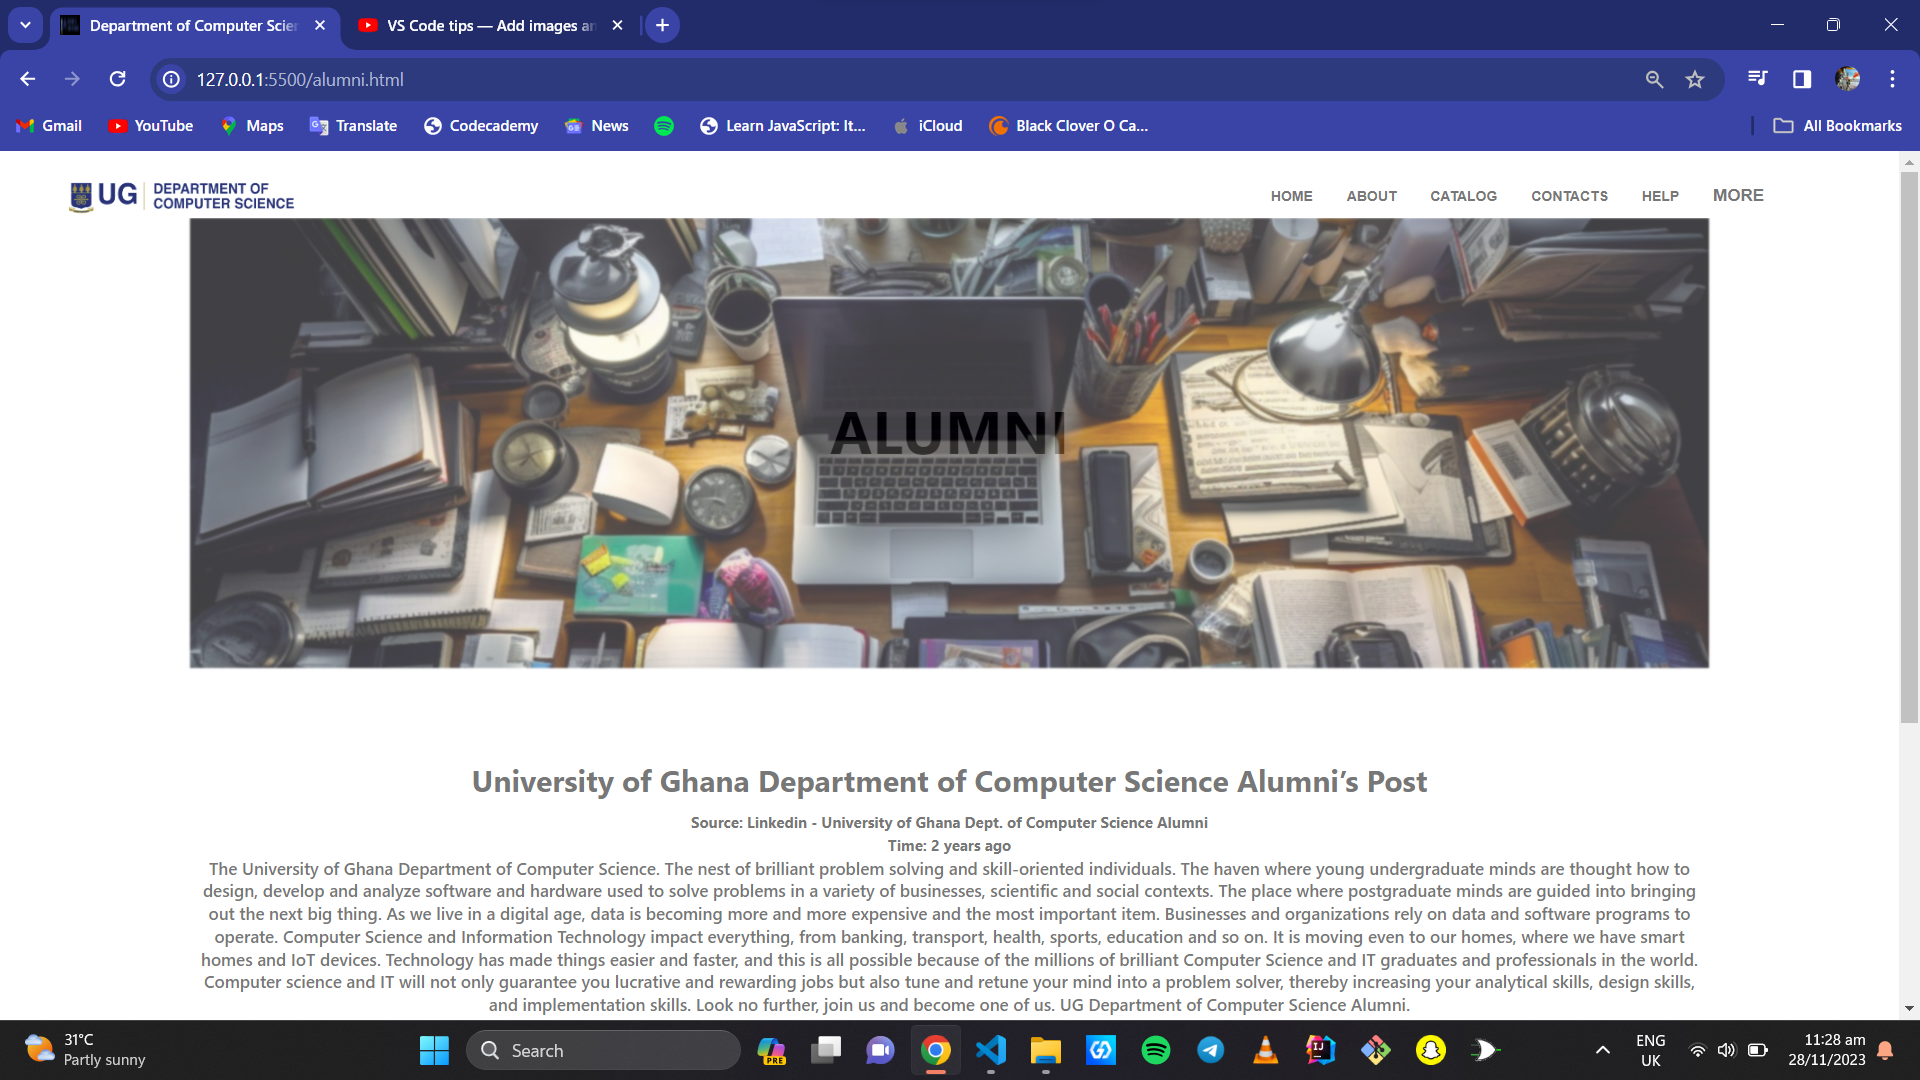 Department of Computer Scie
VS Code tips — Add images a
127.0.0.1:5500/alumni.html
Gmail
YouTube
Maps
Translate
Codecademy
News
Learn JavaScript: It...
iCloud
Black Clover O Ca...
All Bookmarks
UG
DEPARTMENT OF
COMPUTER SCIENCE
HOME
ABOUT
CATALOG
CONTACTS
HELP
MORE
ALUMNI
University of Ghana Department of Computer Science Alumni’s Post
Source: Linkedin - University of Ghana Dept. of Computer Science Alumni
Time: 2 years ago
The University of Ghana Department of Computer Science. The nest of brilliant problem solving and skill-oriented individuals. The haven where young undergraduate minds are thought how to
design, develop and analyze software and hardware used to solve problems in a variety of businesses, scientific and social contexts. The place where postgraduate minds are guided into bringing
out the next big thing. As we live in a digital age, data is becoming more and more expensive and the most important item. Businesses and organizations rely on data and software programs to
operate. Computer Science and Information Technology impact everything, from banking, transport, health, sports, education and so on. It is moving even to our homes, where we have smart
homes and IoT devices. Technology has made things easier and faster, and this is all possible because of the millions of brilliant Computer Science and IT graduates and professionals in the world.
Computer science and IT will not only guarantee you lucrative and rewarding jobs but also tune and retune your mind into a problem solver, thereby increasing your analytical skills, design skills,
and implementation skills. Look no further, join us and become one of us. UG Department of Computer Science Alumni.
31°C
Partly sunny
Search
PRE
ENG
UK
11:28 am
28/11/2023